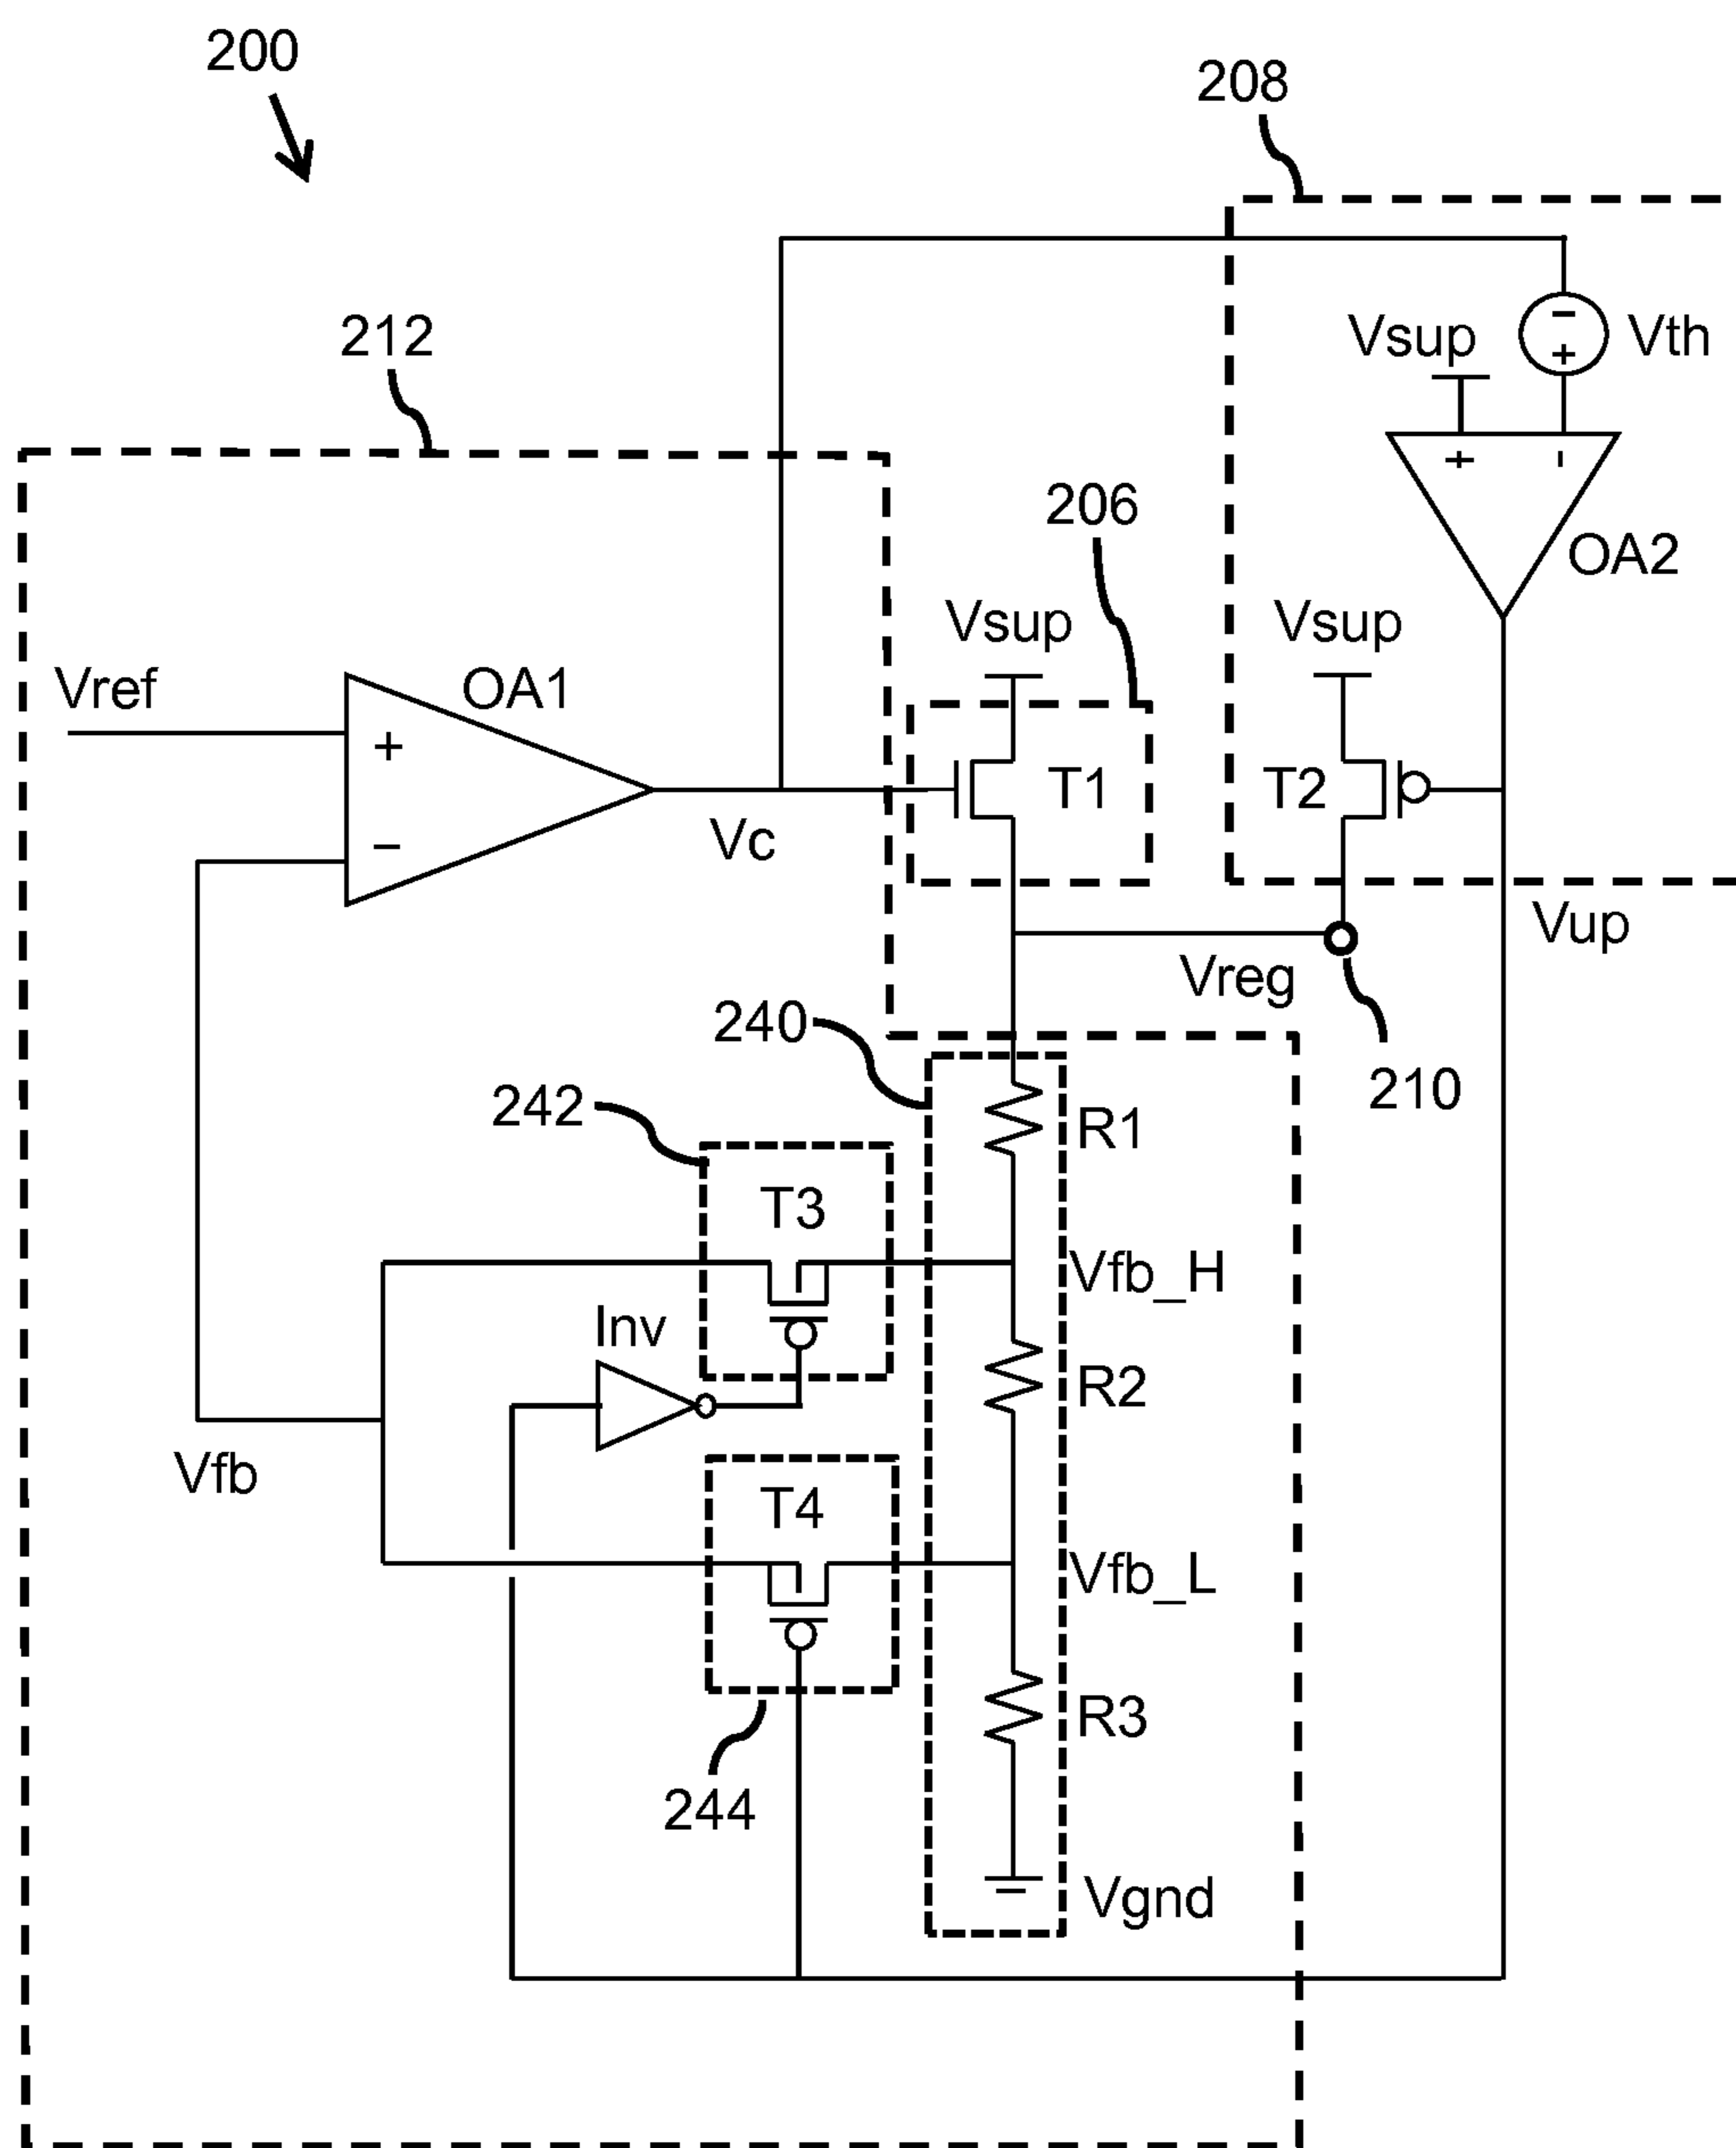 200
208
212
Vsup
Vth
-
+
+
-
206
OA2
Vsup
Vsup
Vref
OA1
+
T1
T2
Vc
−
Vup
Vreg
240
210
242
R1
T3
Vfb_H
Inv
R2
Vfb
T4
Vfb_L
R3
244
Vgnd